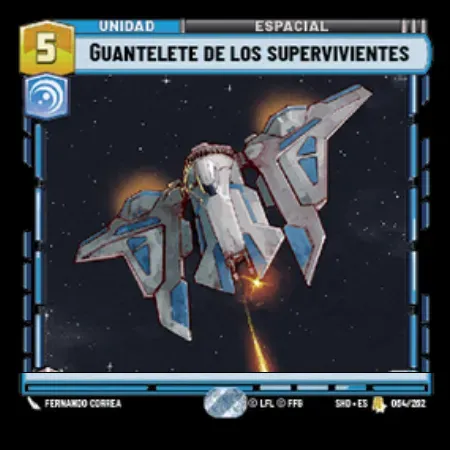 UNIDAD ESPACIAL
5 GUANTELETE DE LOS SUPERVIVIENTES
FERNANDO CORREA © LFL © FFG SHD • ES 064/262